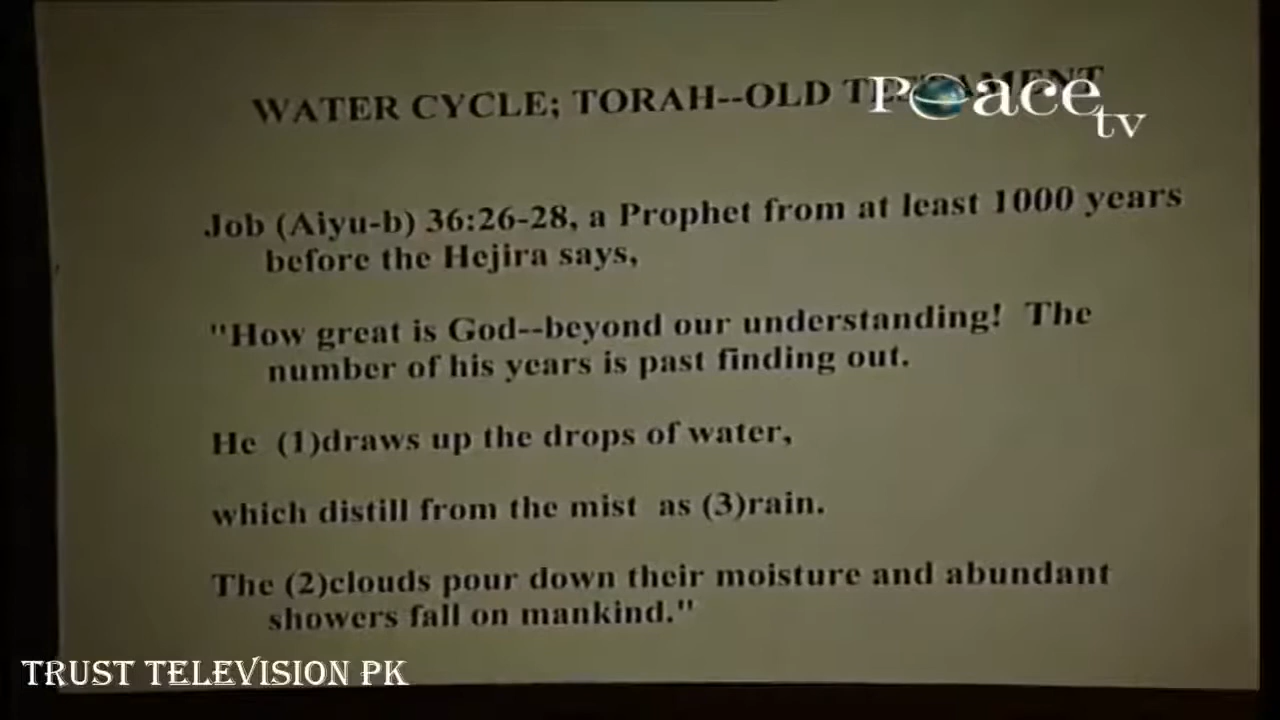 WATER CYCLE; TORAH--OLD
Peace
tv
Job (Aiyu-b) 36:26-28, a Prophet from at least 1000 years
before the Hejira says,
"How great is God--beyond our understanding! The
number of his years is past finding out.
He (1)draws up the drops of water,
which distill from the mist as (3)rain.
The (2)clouds pour down their moisture and abundant
showers fall on mankind."
TRUST TELEVISION PK